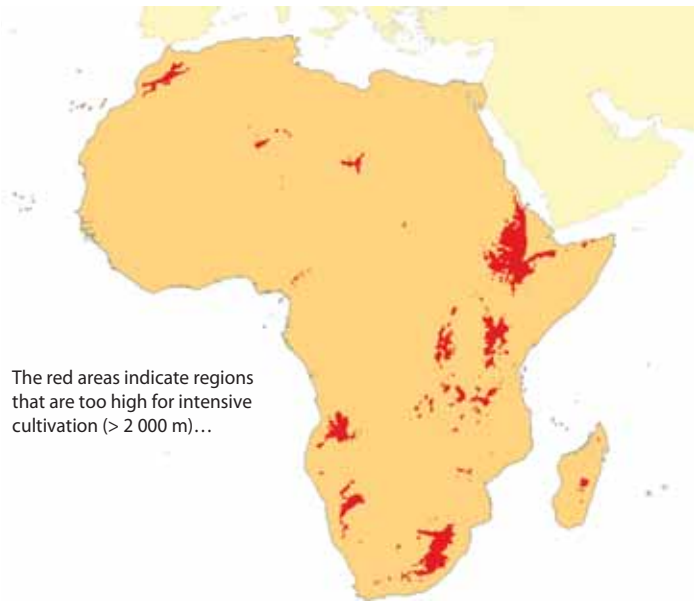 The red areas indicate regions
that are too high for intensive
cultivation (> 2 000 m)…